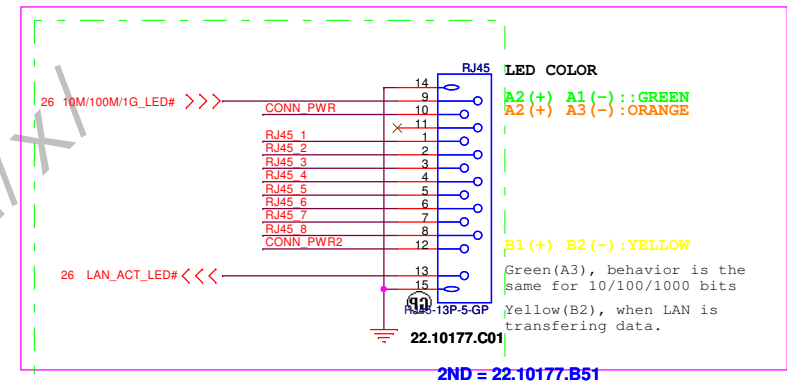 RJ45
LED COLOR
14
26 10M/100M/1G_LED#
9
A2(+) A1(-)::GREEN
CONN_PWR
10
A2(+) A3(-):ORANGE
11
RJ45_1
1
RJ45_2
2
RJ45_3
3
RJ45_4
4
RJ45_5
5
RJ45_6
6
RJ45_7
7
RJ45_8
8
CONN_PWR2
12
B1(+) B2(-):YELLOW
26 LAN_ACT_LED#
13
Green(A3), behavior is the
same for 10/100/1000 bits
15
GP
RJ45-13P-5-GP
Yellow(B2), when LAN is
transfering data.
22.10177.C01
2ND = 22.10177.B51